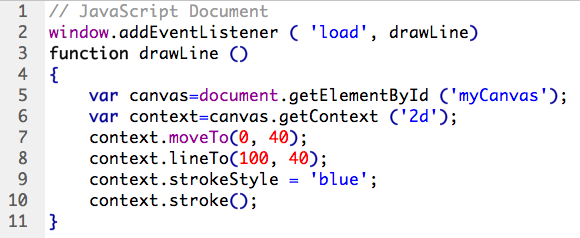 1 // JavaScript Document
2 window.addEventListener ( 'load', drawLine)
3 function drawLine ()
4 {
5 var canvas=document.getElementById ('myCanvas');
6 var context=canvas.getContext ('2d');
7 context.moveTo(0, 40);
8 context.lineTo(100, 40);
9 context.strokeStyle = 'blue';
10 context.stroke();
11 }